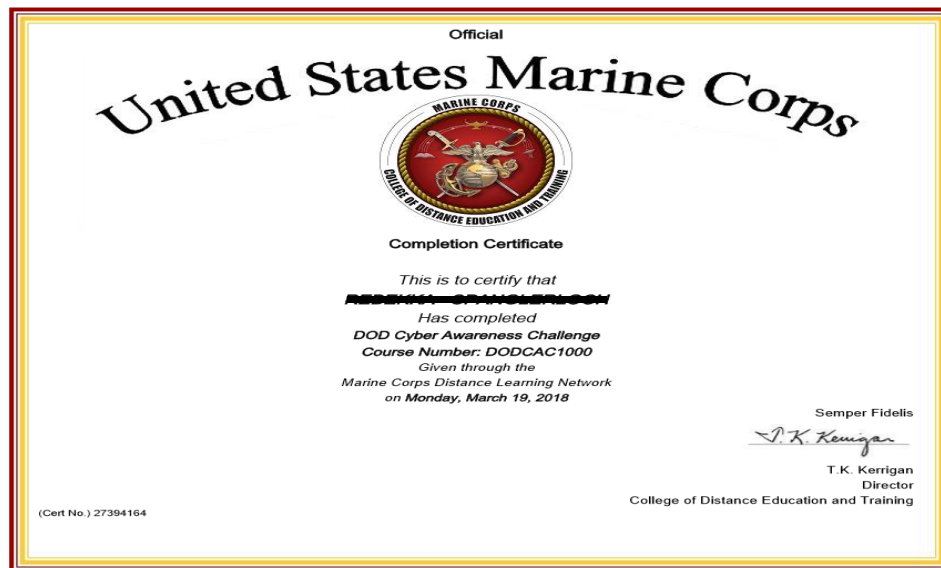 Official
United States Marine Corps
MARINE CORPS
COLLEGE OF DISTANCE EDUCATION AND TRAINING
Completion Certificate
This is to certify that
Has completed
DOD Cyber Awareness Challenge
Course Number: DODCAC1000
Given through the
Marine Corps Distance Learning Network
on Monday, March 19, 2018
Semper Fidelis
T. K. Kerrigan
T.K. Kerrigan
Director
College of Distance Education and Training
(Cert No.) 27394164